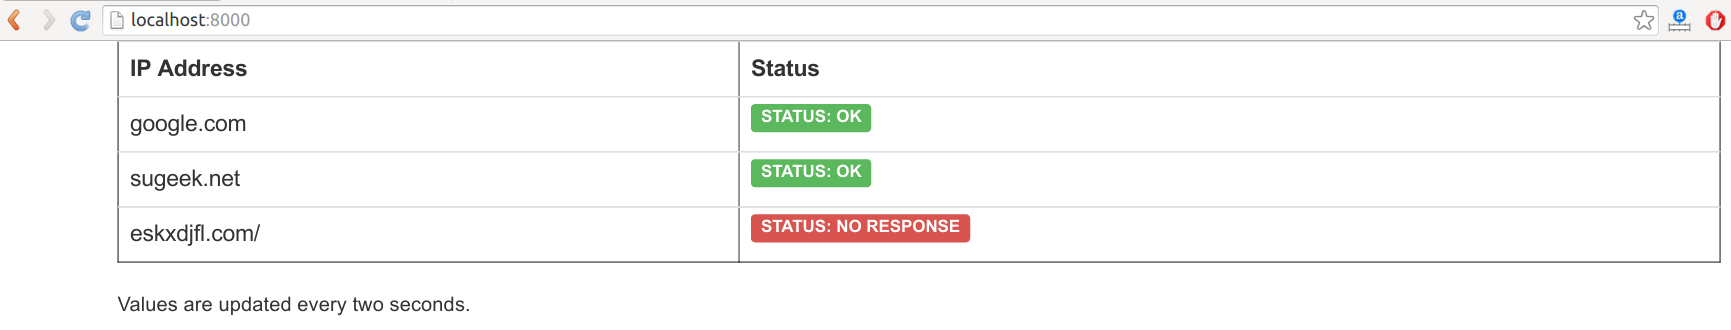 localhost:8000
IP Address Status
google.com STATUS: OK
sugeek.net STATUS: OK
eskxdjfl.com/ STATUS: NO RESPONSE
Values are updated every two seconds.